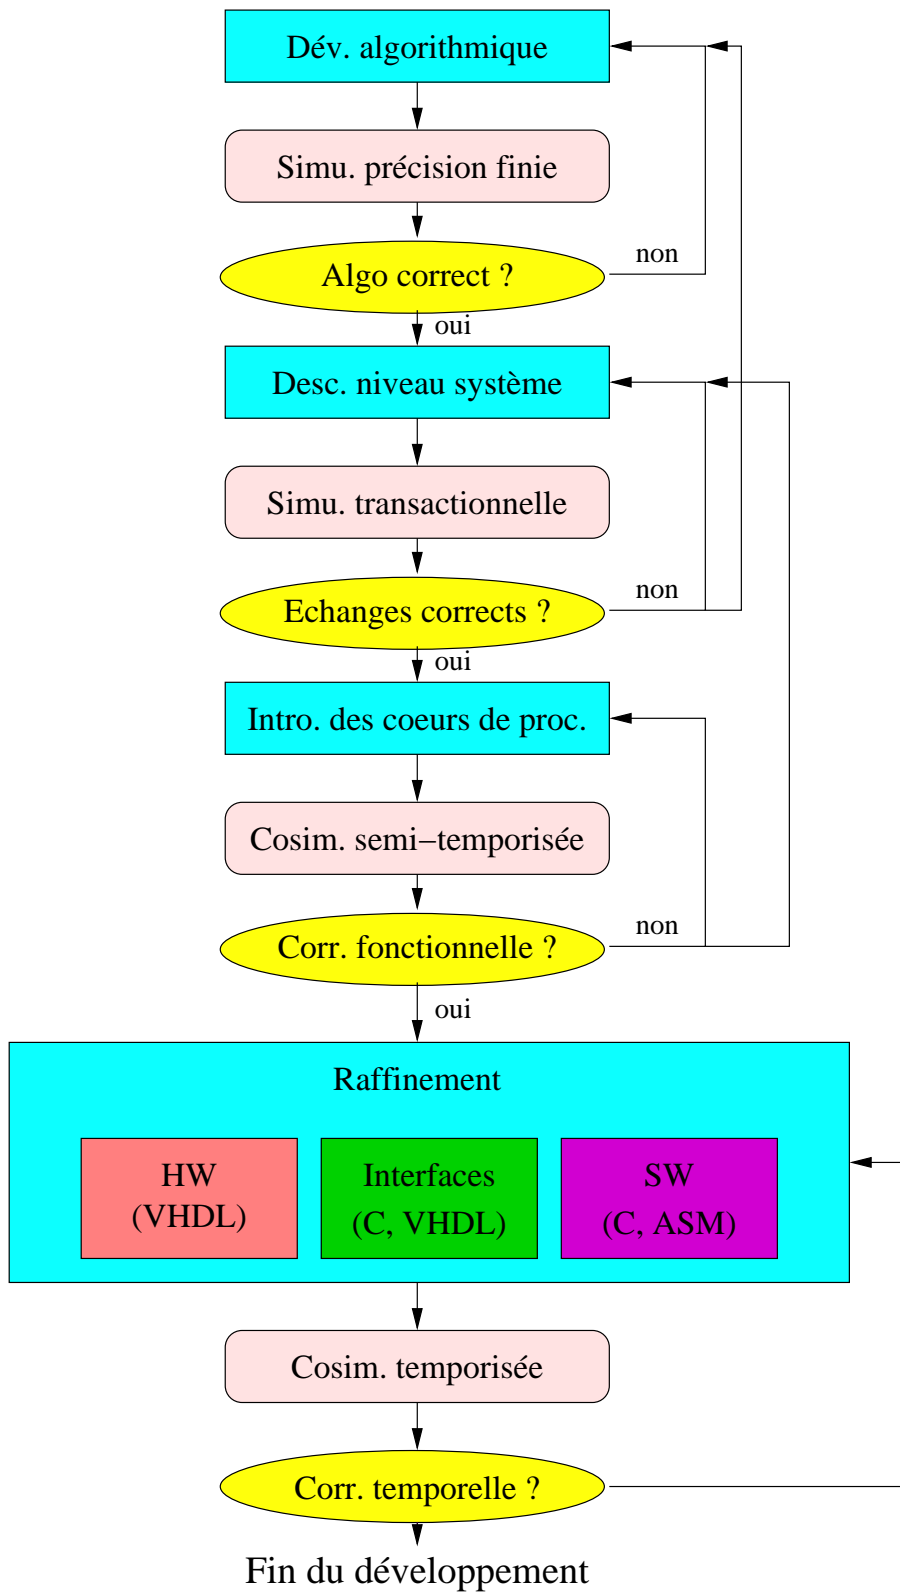 Dév. algorithmique
Simu. précision finie
Algo correct ?
non
oui
Desc. niveau système
Simu. transactionnelle
Echanges corrects ?
non
oui
Intro. des coeurs de proc.
Cosim. semi−temporisée
Corr. fonctionnelle ?
non
oui
Raffinement
HW
(VHDL)
Interfaces
(C, VHDL)
SW
(C, ASM)
Cosim. temporisée
Corr. temporelle ?
Fin du développement